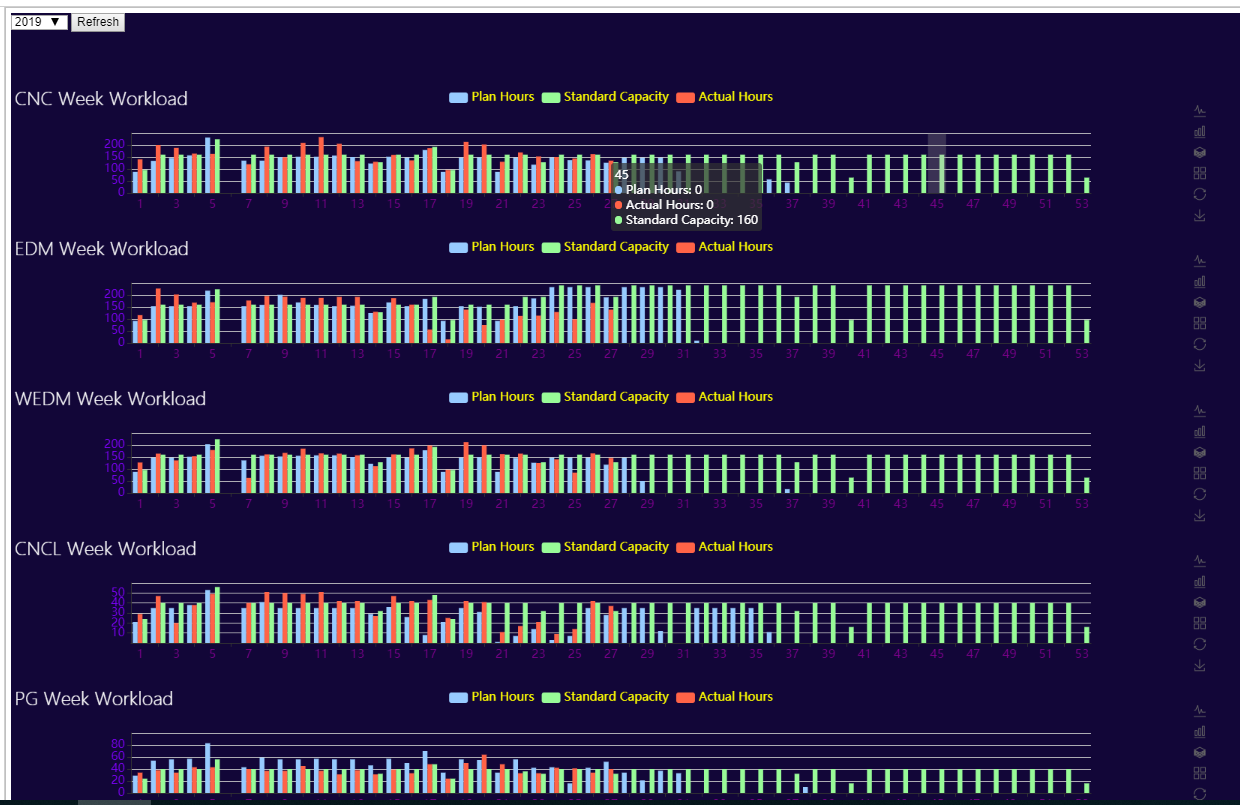 2019 ▼ Refresh
CNC Week Workload
Plan Hours Standard Capacity Actual Hours
200
150
100
50
0
1 3 5 7 9 11 13 15 17 19 21 23 25 27 29 31 33 35 37 39 41 43 45 47 49 51 53
45
Plan Hours: 0
Actual Hours: 0
Standard Capacity: 160
EDM Week Workload
Plan Hours Standard Capacity Actual Hours
200
150
100
50
0
1 3 5 7 9 11 13 15 17 19 21 23 25 27 29 31 33 35 37 39 41 43 45 47 49 51 53
WEDM Week Workload
Plan Hours Standard Capacity Actual Hours
200
150
100
50
0
1 3 5 7 9 11 13 15 17 19 21 23 25 27 29 31 33 35 37 39 41 43 45 47 49 51 53
CNCL Week Workload
Plan Hours Standard Capacity Actual Hours
50
40
30
20
10
1 3 5 7 9 11 13 15 17 19 21 23 25 27 29 31 33 35 37 39 41 43 45 47 49 51 53
PG Week Workload
Plan Hours Standard Capacity Actual Hours
80
60
40
20
0